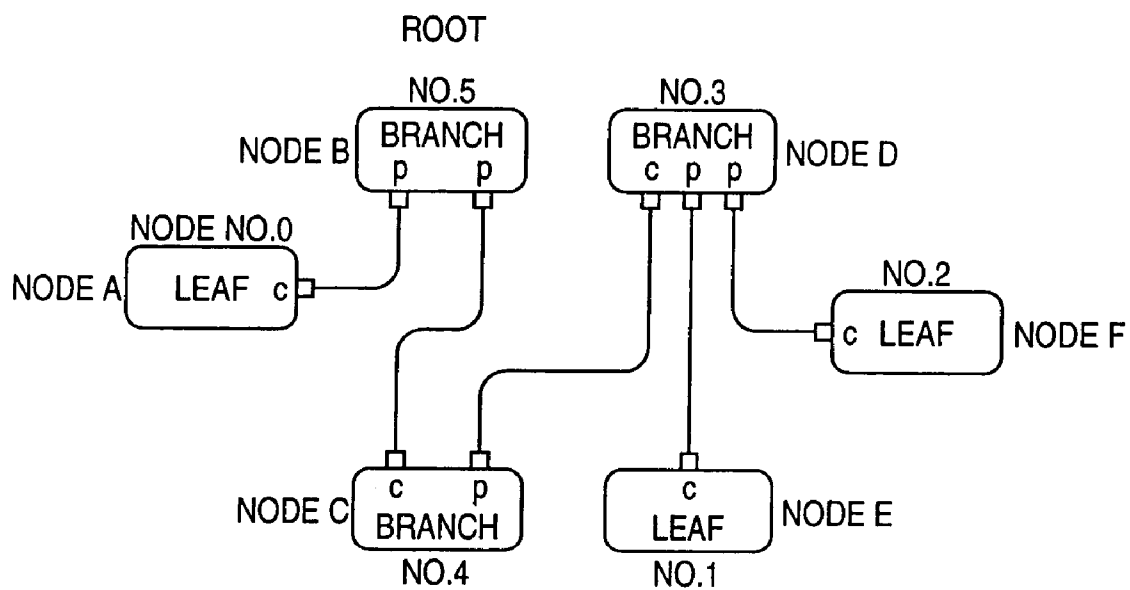 ROOT
NO.5
NO.3
NODE B
BRANCH
p p
BRANCH
c p p
NODE D
NODE NO.0
NODE A
LEAF c
NO.2
c LEAF
NODE F
NODE C
c p
BRANCH
NO.4
c
LEAF
NODE E
NO.1